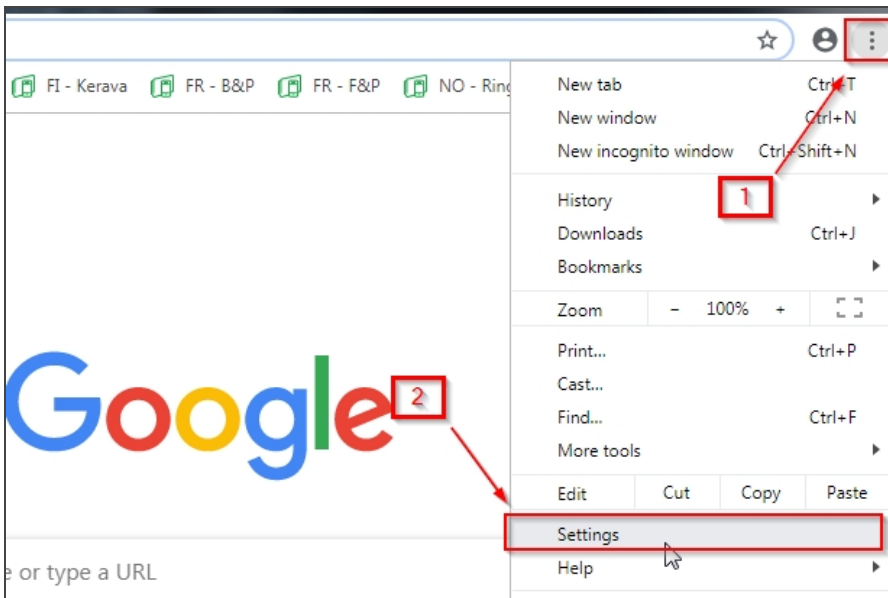 FI - Kerava FR - B&P FR - F&P NO - Ring
New tab Ctrl+T
New window Ctrl+N
New incognito window Ctrl+Shift+N
1
History
Downloads Ctrl+J
Bookmarks
Zoom - 100% +
Print... Ctrl+P
Cast...
Find... Ctrl+F
More tools
Edit Cut Copy Paste
Settings
Help
Google
2
e or type a URL